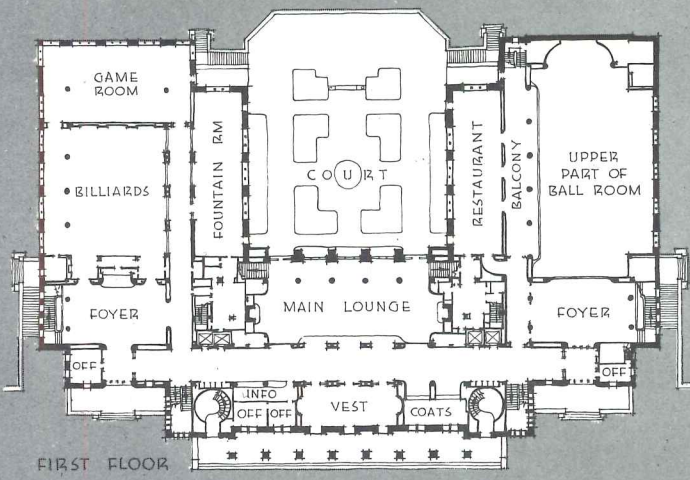 GAME
ROOM
BILLIARDS
FOUNTAIN RM
COURT
RESTAURANT
BALCONY
UPPER
PART OF
BALL ROOM
FOYER
MAIN LOUNGE
FOYER
OFF
INFO
OFF
OFF
VEST
COATS
OFF
FIRST FLOOR